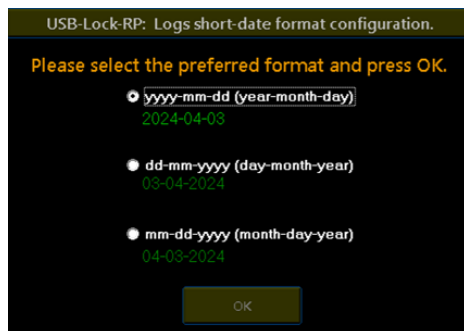 USB-Lock-RP: Logs short-date format configuration.
Please select the preferred format and press OK.
yyyy-mm-dd (year-month-day)
2024-04-03
dd-mm-yyyy (day-month-year)
03-04-2024
mm-dd-yyyy (month-day-year)
04-03-2024
OK